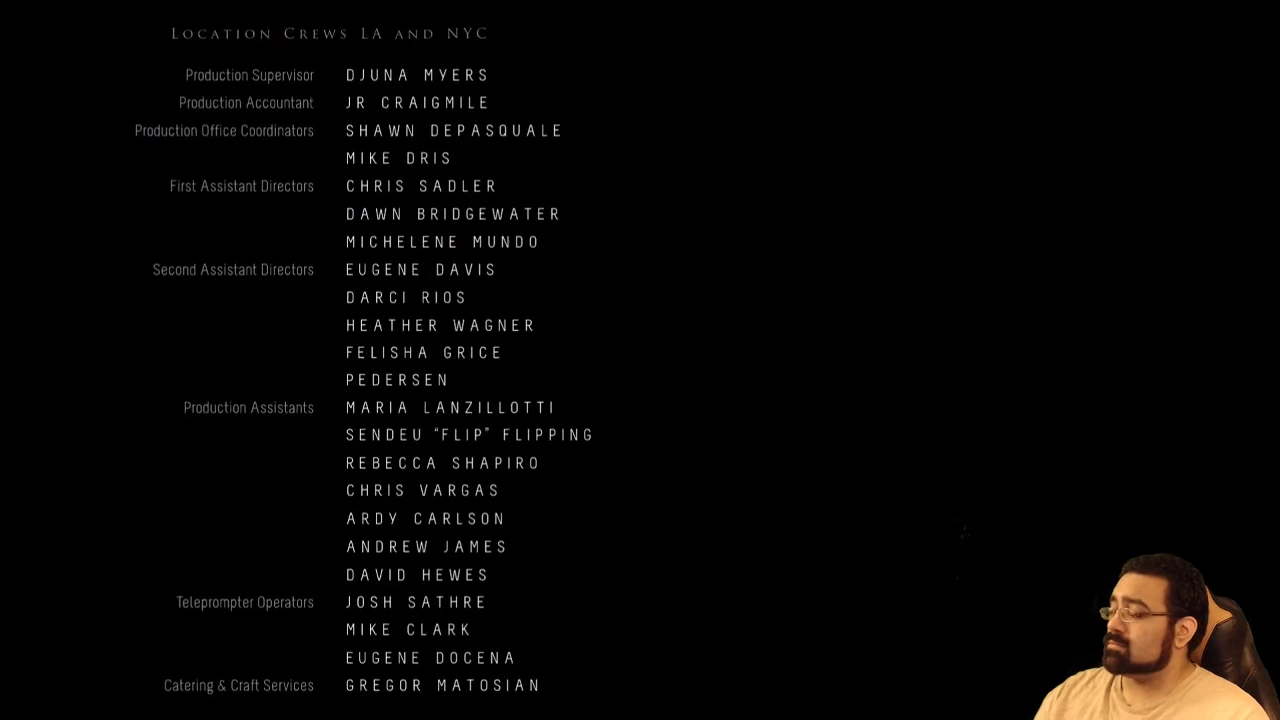 Location Crews LA and NYC
Production Supervisor DJUNA MYERS
Production Accountant JR CRAIGMILE
Production Office Coordinators SHAWN DEPASQUALE
MIKE DRIS
First Assistant Directors CHRIS SADLER
DAWN BRIDGEWATER
MICHELENE MUNDO
Second Assistant Directors EUGENE DAVIS
DARCI RIOS
HEATHER WAGNER
FELISHA GRICE
PEDERSEN
Production Assistants MARIA LANZILLOTTI
SENDEU “FLIP” FLIPPING
REBECCA SHAPIRO
CHRIS VARGAS
ARDY CARLSON
ANDREW JAMES
DAVID HEWES
Teleprompter Operators JOSH SATHRE
MIKE CLARK
EUGENE DOCENA
Catering & Craft Services GREGOR MATOSIAN